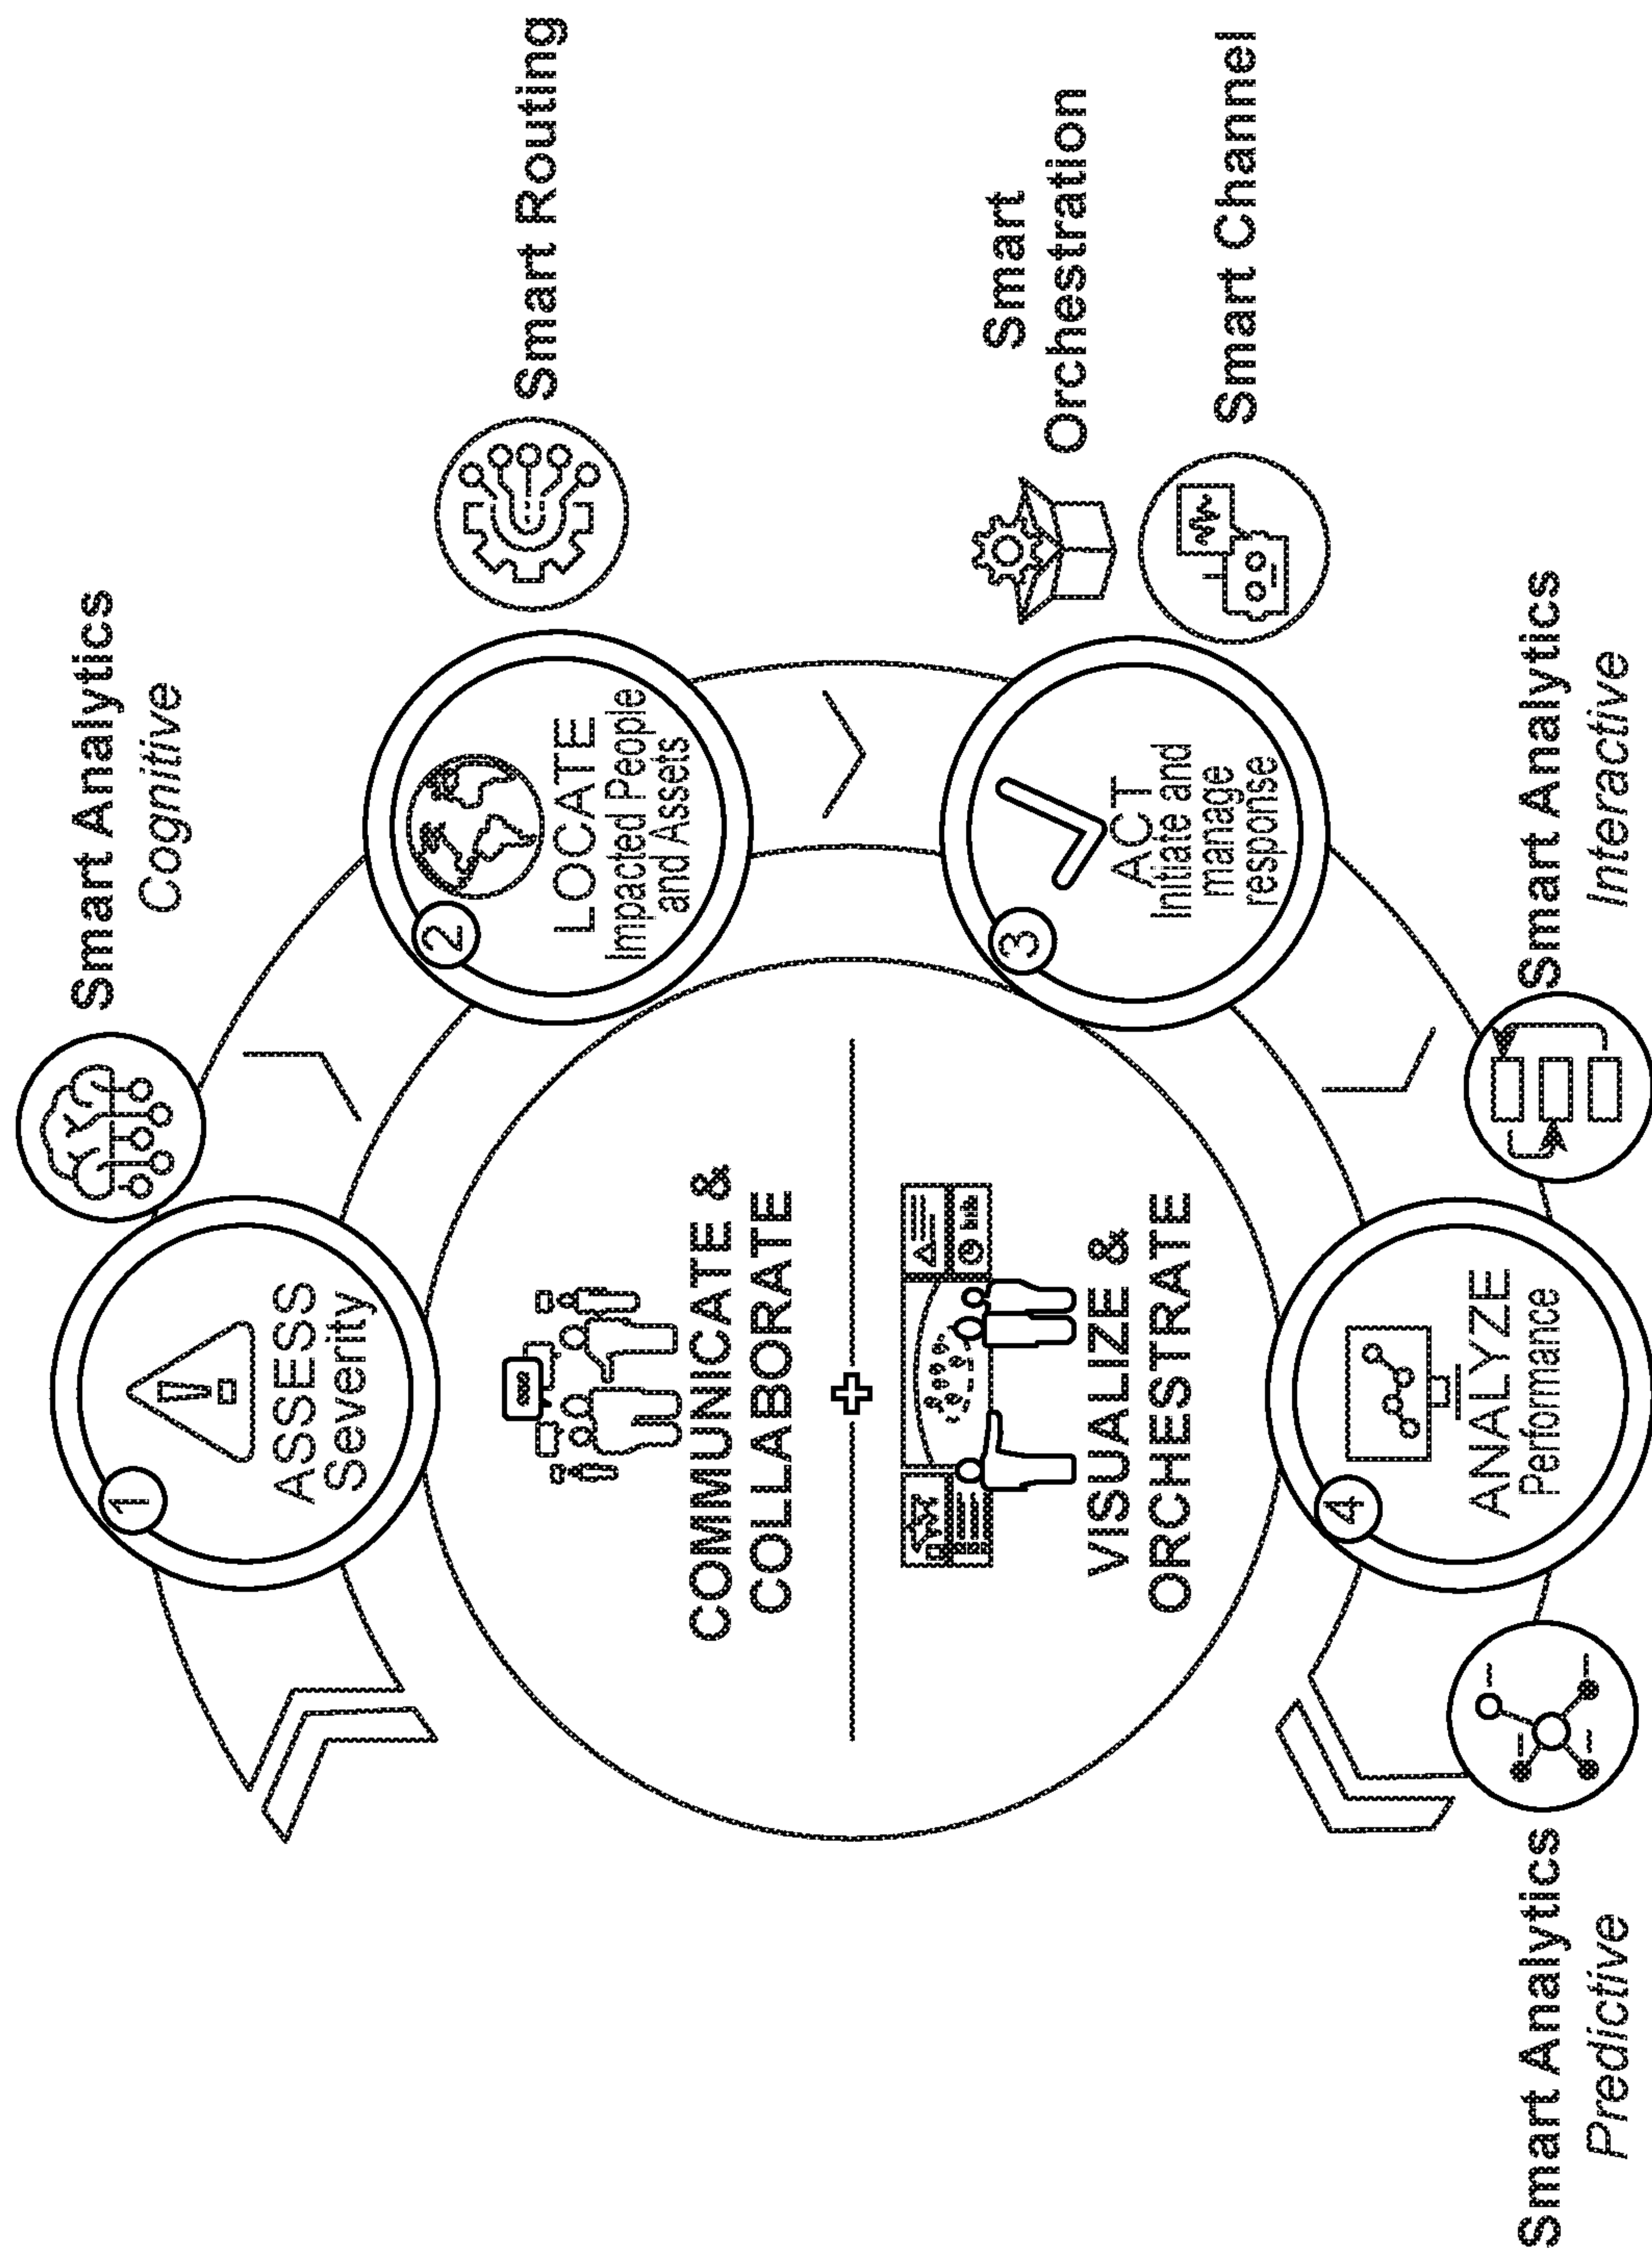 Smart Analytics
Cognitive
1
ASSESS
Severity
Smart Routing
2
LOCATE
Impacted People
and Assets
COMMUNICATE &
COLLABORATE
VISUALIZE &
ORCHESTRATE
Smart
Orchestration
Smart Channel
3
ACT
Initiate and
manage
response
4
ANALYZE
Performance
Smart Analytics
Interactive
Smart Analytics
Predictive